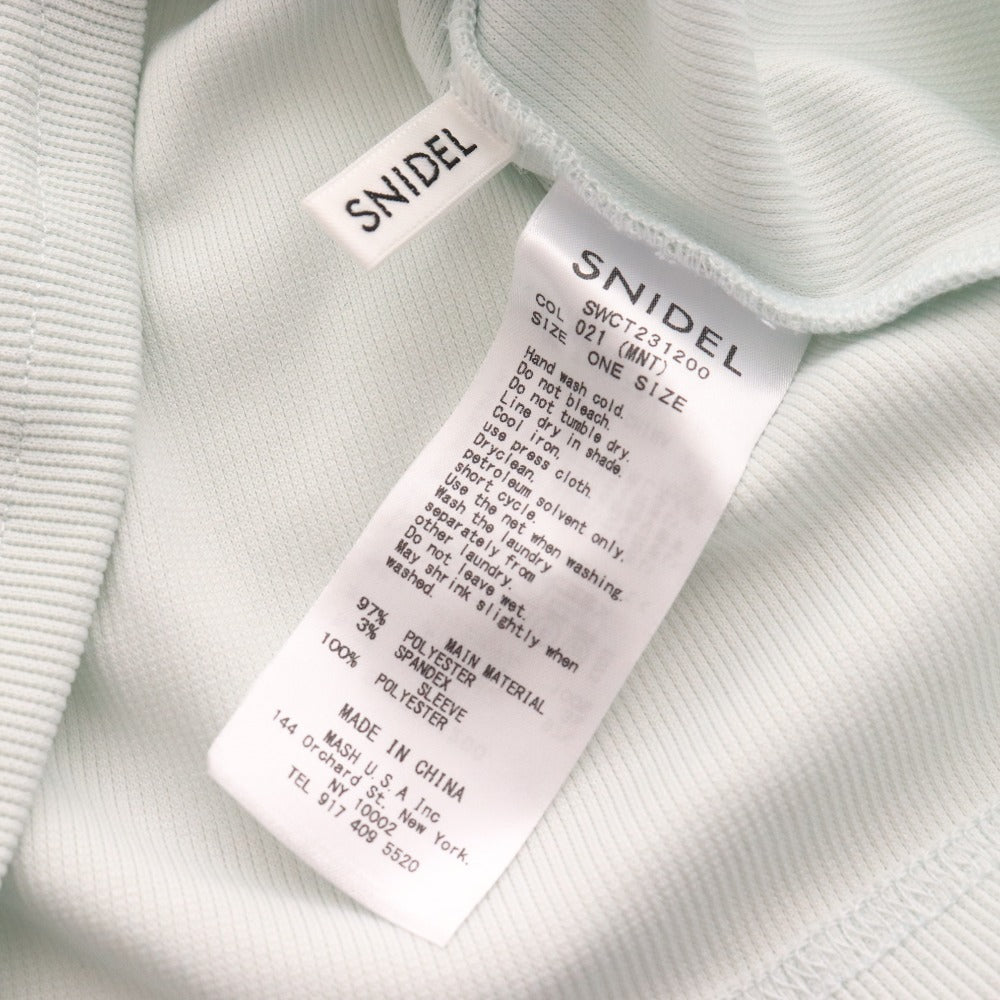 SNIDEL
SNIDEL
SWCT231200
COL 021 (MNT)
SIZE ONE SIZE
Hand wash cold.
Do not bleach.
Do not tumble dry.
Line dry in shade.
Cool iron,
use press cloth.
Dryclean,
petroleum solvent only.
short cycle.
Use the net when washing.
Wash the laundry
separately from
other laundry.
Do not leave wet.
May shrink slightly when
washed.
MAIN MATERIAL
97% POLYESTER
3% SPANDEX
SLEEVE
100% POLYESTER
MADE IN CHINA
MASH U.S.A Inc
144 Orchard St. New York.
NY 10002
TEL 917 409 5520